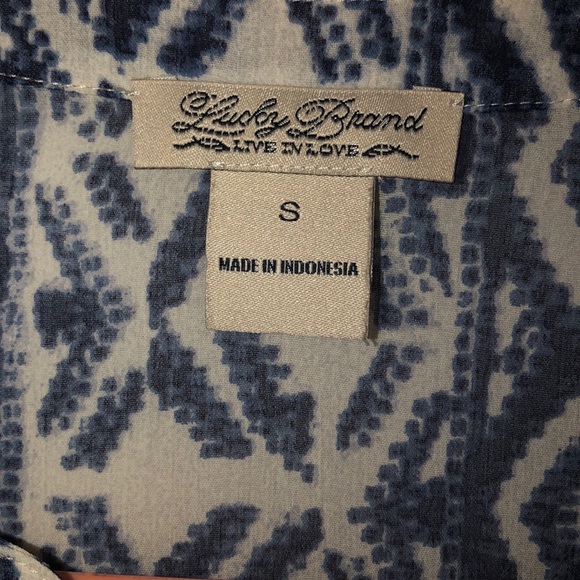 Lucky Brand
LIVE IN LOVE
S
MADE IN INDONESIA